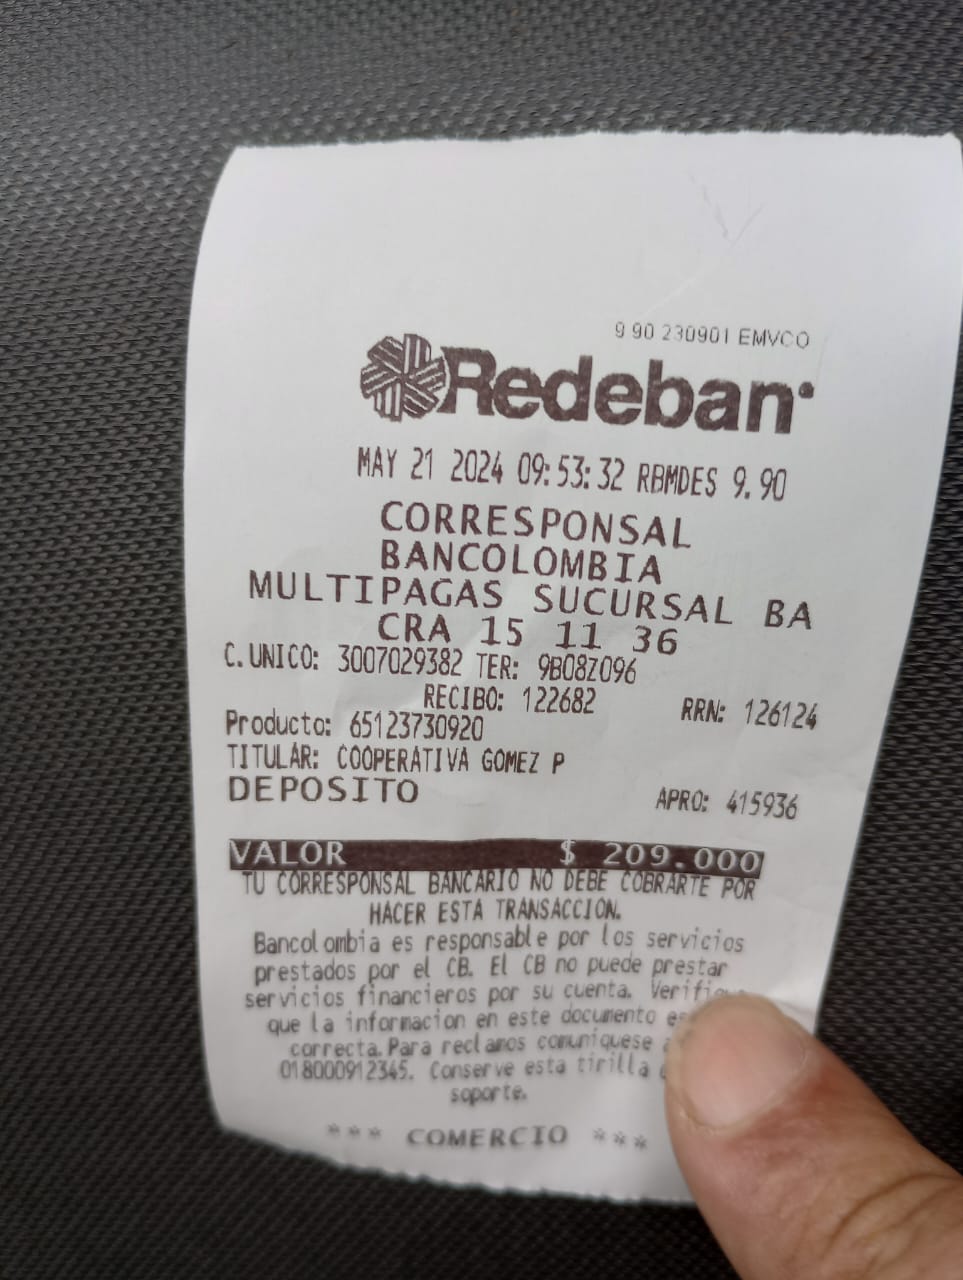 9 90 230901 EMVCO
Redeban
MAY 21 2024 09:53:32 RBMDES 9.90
CORRESPONSAL
BANCOLOMBIA
MULTIPAGAS SUCURSAL BA
CRA 15 11 36
C.UNICO: 3007029382 TER: 9B08Z096
RECIBO: 122682 RRN: 126124
Producto: 65123730920
TITULAR: COOPERATIVA GOMEZ P
DEPOSITO APRO: 415936
VALOR $ 209.000
TU CORRESPONSAL BANCARIO NO DEBE COBRARTE POR
HACER ESTA TRANSACCION.
Bancolombia es responsable por los servicios
prestados por el CB. El CB no puede prestar
servicios financieros por su cuenta.
que la informacion en este documento
correcta. Para reclamos comuniquese
018000912345. Conserve esta tirilla
soporte.
*** COMERCIO ***